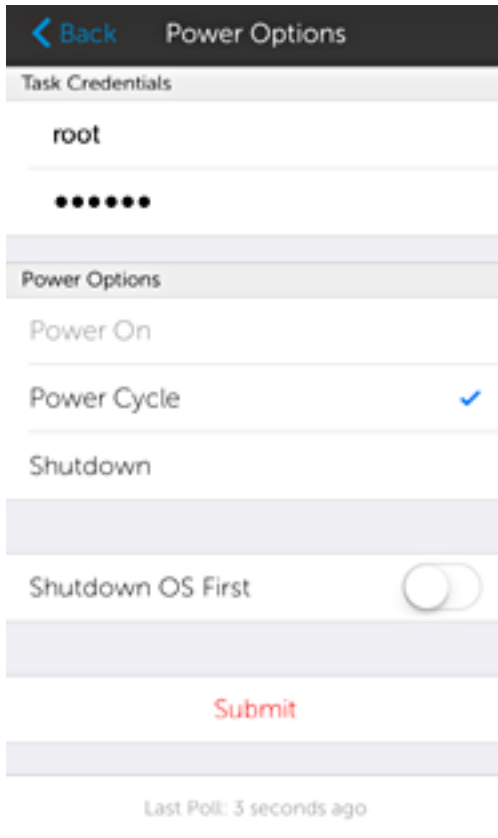 Back Power Options
Task Credentials
root
••••••
Power Options
Power On
Power Cycle
Shutdown
Shutdown OS First
Submit
Last Poll: 3 seconds ago